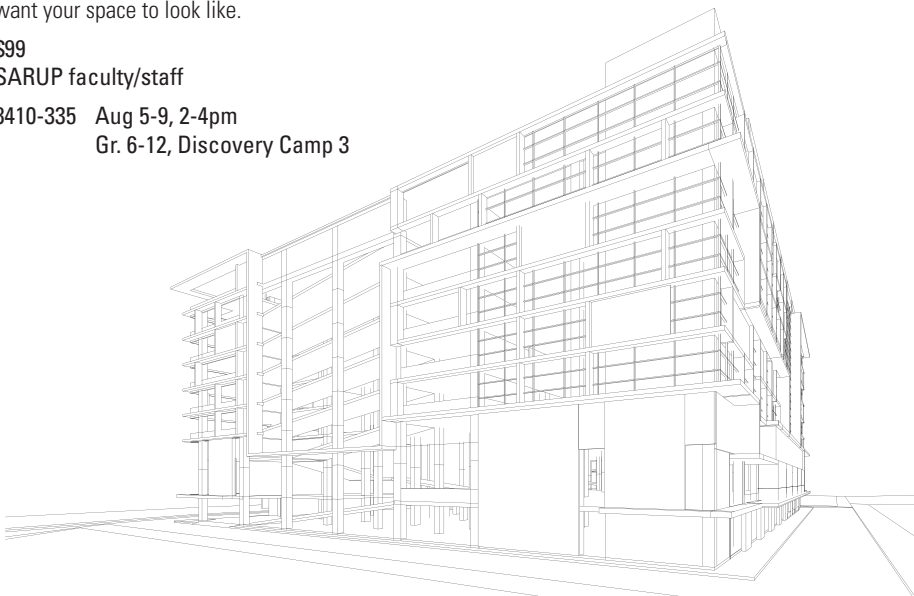 want your space to look like.
$99
SARUP faculty/staff
8410-335 Aug 5-9, 2-4pm
Gr. 6-12, Discovery Camp 3